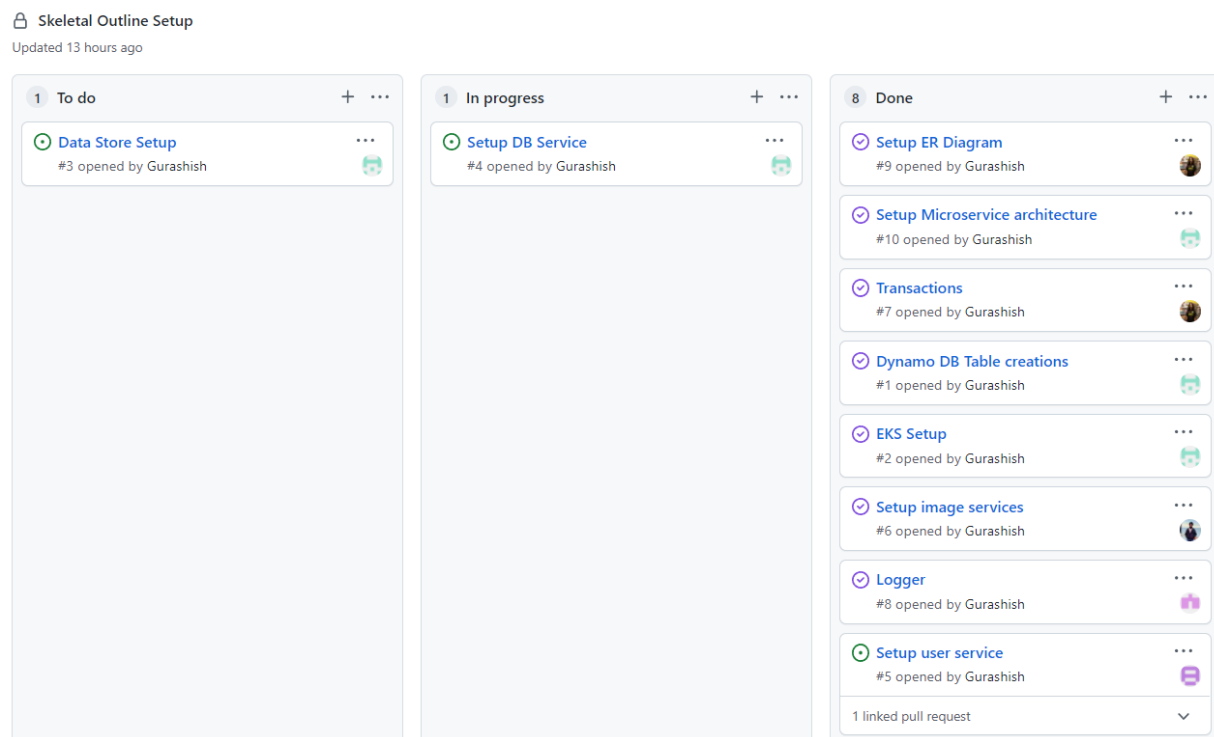 Skeletal Outline Setup
Updated 13 hours ago
1 To do
Data Store Setup
#3 opened by Gurashish
1 In progress
Setup DB Service
#4 opened by Gurashish
8 Done
Setup ER Diagram
#9 opened by Gurashish
Setup Microservice architecture
#10 opened by Gurashish
Transactions
#7 opened by Gurashish
Dynamo DB Table creations
#1 opened by Gurashish
EKS Setup
#2 opened by Gurashish
Setup image services
#6 opened by Gurashish
Logger
#8 opened by Gurashish
Setup user service
#5 opened by Gurashish
1 linked pull request